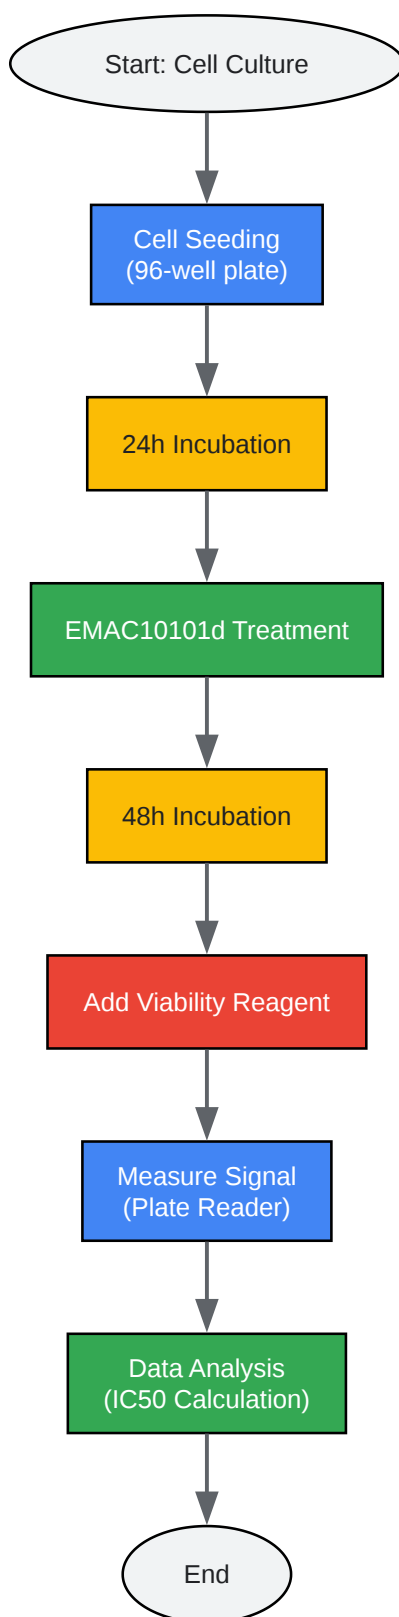 Start: Cell Culture
Cell Seeding
(96-well plate)
24h Incubation
EMAC10101d Treatment
48h Incubation
Add Viability Reagent
Measure Signal
(Plate Reader)
Data Analysis
(IC50 Calculation)
End